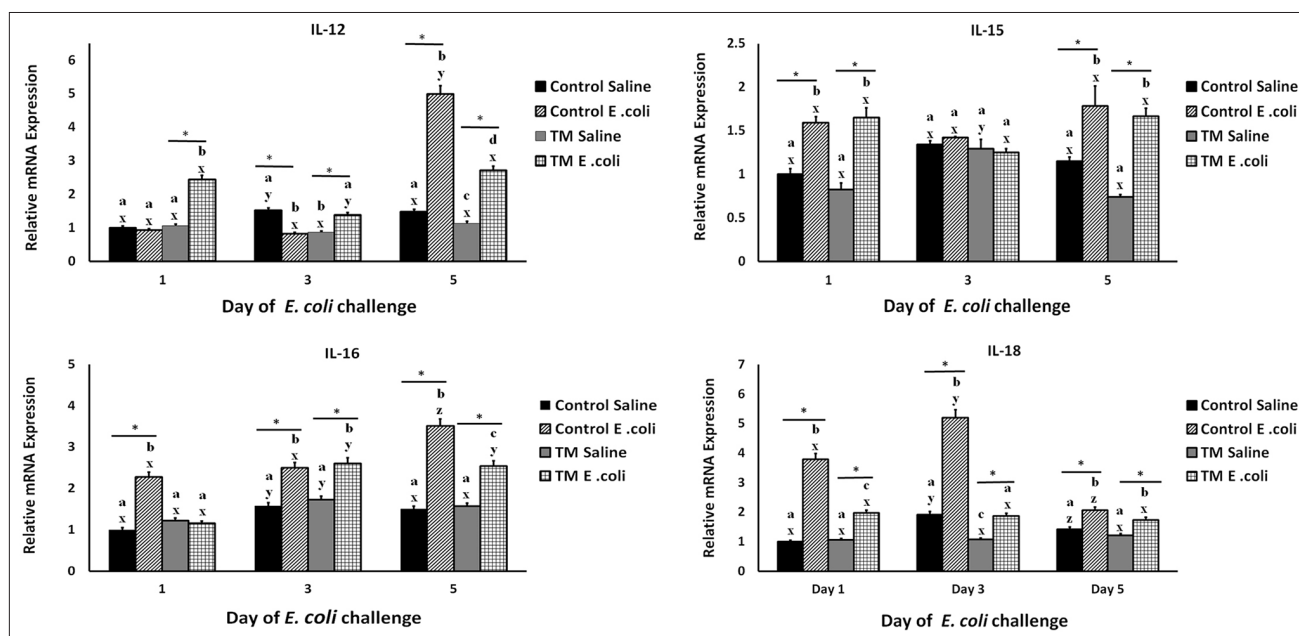 IL-12
Relative mRNA Expression
6
5
4
3
2
1
0
*
a
x
a
x
a
x
b
x
*
*
a
y
b
x
b
x
a
y
*
*
a
x
b
y
c
x
d
x
1
3
5
Day of E. coli challenge
Control Saline
Control E .coli
TM Saline
TM E .coli
IL-15
Relative mRNA Expression
2.5
2
1.5
1
0.5
0
*
*
a
x
b
x
a
x
b
x
a
x
a
x
a
y
a
x
*
*
a
x
b
x
a
x
b
x
1
3
5
Day of E. coli challenge
Control Saline
Control E .coli
TM Saline
TM E .coli
IL-16
Relative mRNA Expression
5
4
3
2
1
0
*
a
x
b
x
a
x
a
x
*
*
a
y
b
x
a
y
b
y
*
*
a
x
b
z
a
x
c
y
1
3
5
Day of E. coli challenge
Control Saline
Control E .coli
TM Saline
TM E .coli
IL-18
Relative mRNA Expression
7
6
5
4
3
2
1
0
*
*
a
x
b
x
a
x
c
x
*
*
a
y
b
y
c
x
a
x
*
*
a
z
b
z
a
x
b
x
Day 1
Day 3
Day 5
Day of E. coli challenge
Control Saline
Control E .coli
TM Saline
TM E .coli